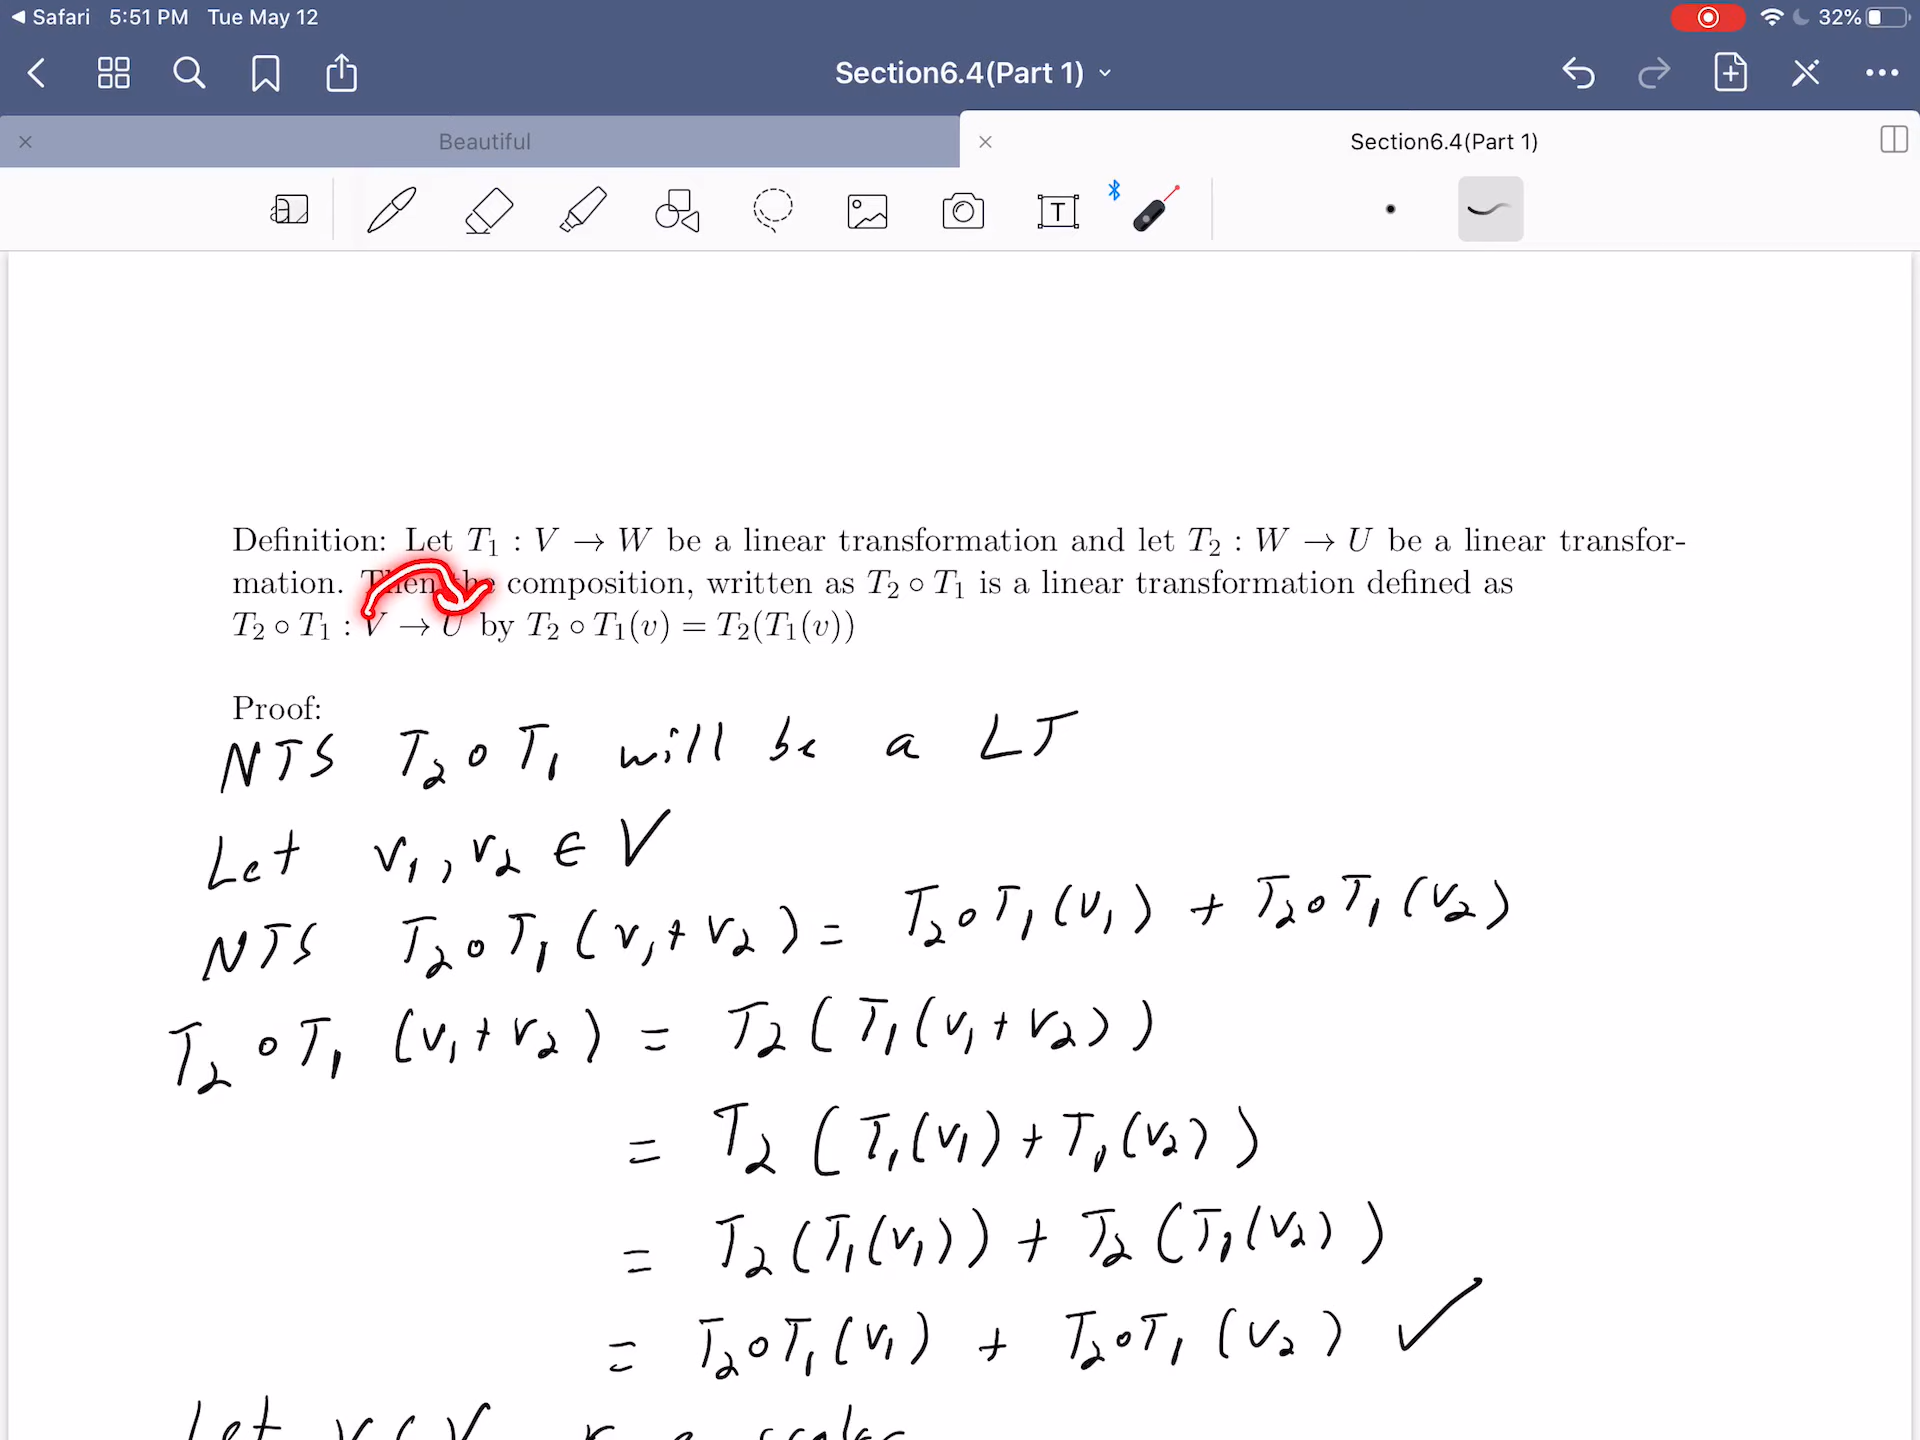 Safari 5:51 PM Tue May 12 32%
Section6.4(Part 1)
Beautiful Section6.4(Part 1)
Definition: Let T₁ : V → W be a linear transformation and let T₂ : W → U be a linear transfor-
mation. Then the composition, written as T₂ ∘ T₁ is a linear transformation defined as
T₂ ∘ T₁ : V → U by T₂ ∘ T₁(v) = T₂(T₁(v))
Proof:
NTS T₂ ∘ T₁ will be a LT
Let v₁, v₂ ∈ V
NTS T₂ ∘ T₁ (v₁ + v₂) = T₂ ∘ T₁ (v₁) + T₂ ∘ T₁ (v₂)
T₂ ∘ T₁ (v₁ + v₂) = T₂ ( T₁ (v₁ + v₂) )
= T₂ ( T₁(v₁) + T₁(v₂) )
= T₂ (T₁(v₁)) + T₂ (T₁(v₂))
= T₂ ∘ T₁ (v₁) + T₂ ∘ T₁ (v₂) ✓
Let